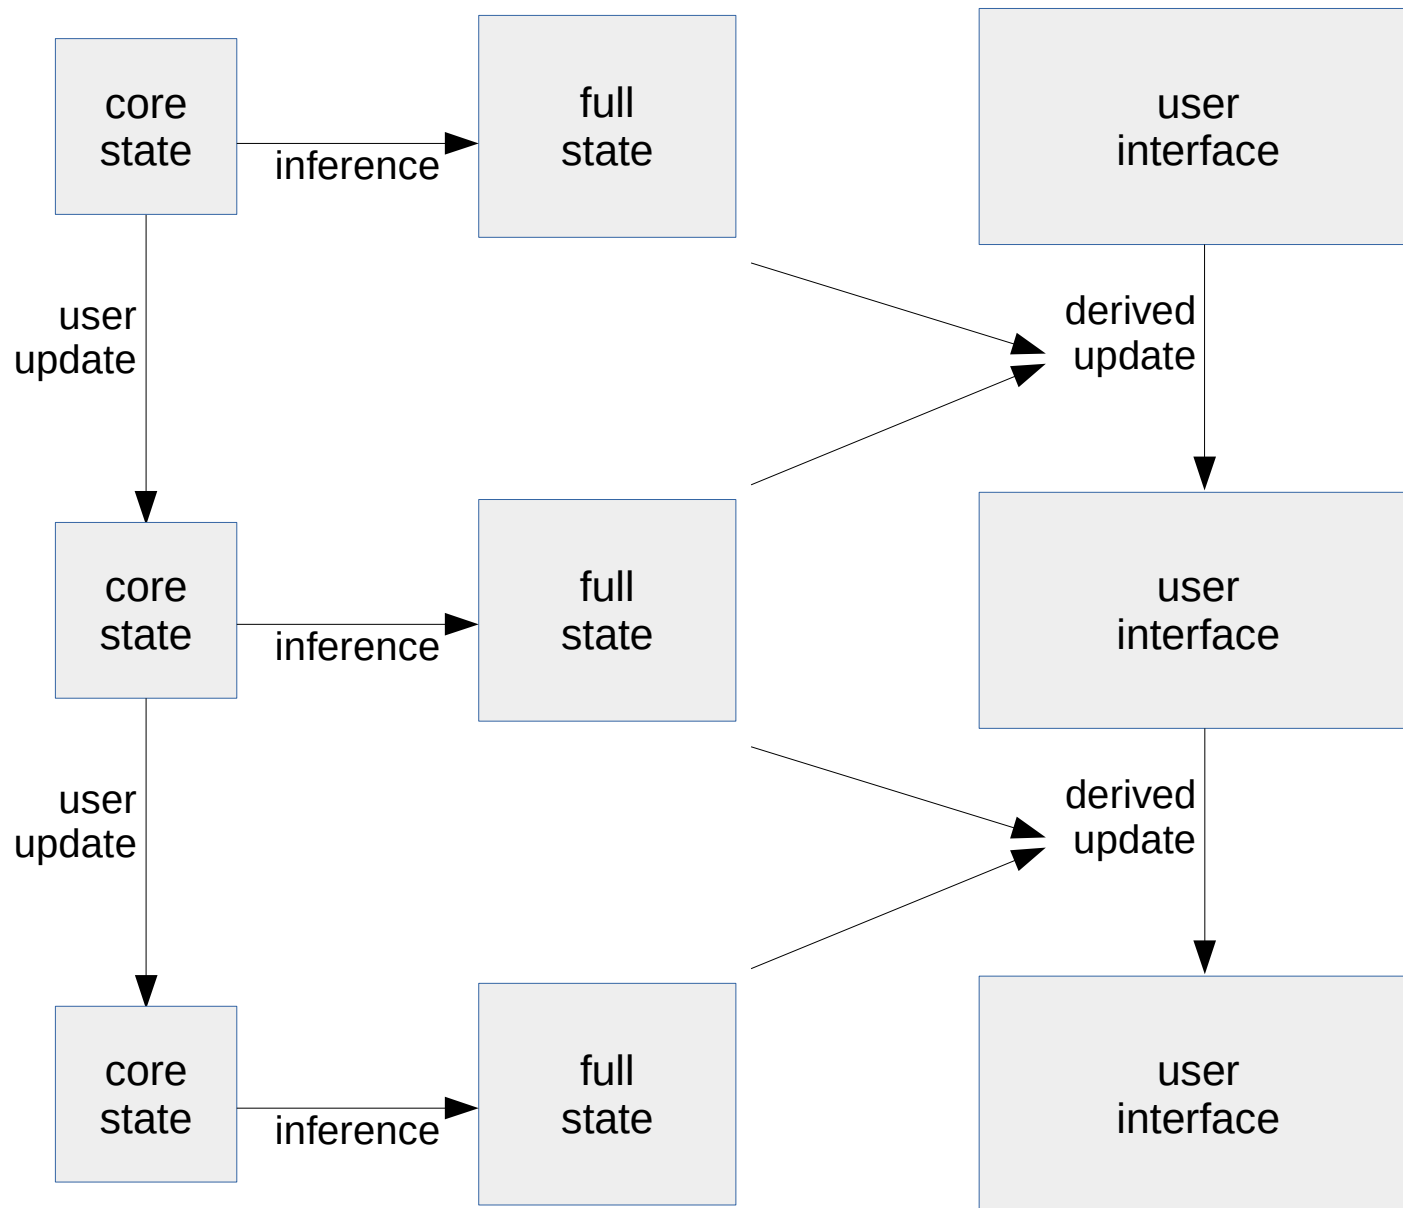 core
state
inference
full
state
user
interface
user
update
derived
update
core
state
inference
full
state
user
interface
user
update
derived
update
core
state
inference
full
state
user
interface